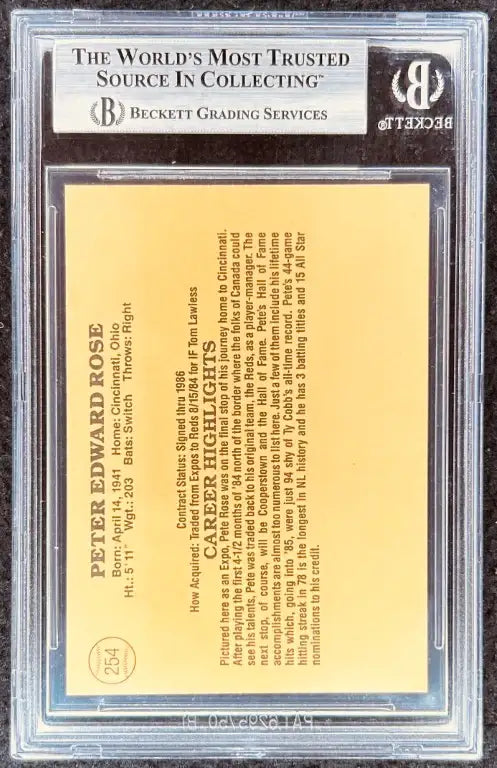 THE WORLD'S MOST TRUSTED
SOURCE IN COLLECTING™
B BECKETT GRADING SERVICES
B
BECKETT®
254
PETER EDWARD ROSE
Born: April 14, 1941 Home: Cincinnati, Ohio
Ht.: 5'11" Wgt.: 203 Bats: Switch Throws: Right
Contract Status: Signed thru 1986
How Acquired: Traded from Expos to Reds 8/15/84 for IF Tom Lawless
CAREER HIGHLIGHTS
Pictured here as an Expo, Pete Rose was on the final stop of his journey home to Cincinnati.
After playing the first 4-1/2 months of '84 north of the border where the folks of Canada could
see his talents, Pete was traded back to his original team, the Reds, as a player-manager. The
next stop, of course, will be Cooperstown and the Hall of Fame. Pete's Hall of Fame
accomplishments are almost too numerous to list here. Just a few of them include his lifetime
hits which, going into '85, were just 94 shy of Ty Cobb's all-time record. Pete's 44-game
hitting streak in 78 is the longest in NL history and he has 3 battling titles and 15 All Star
nominations to his credit.